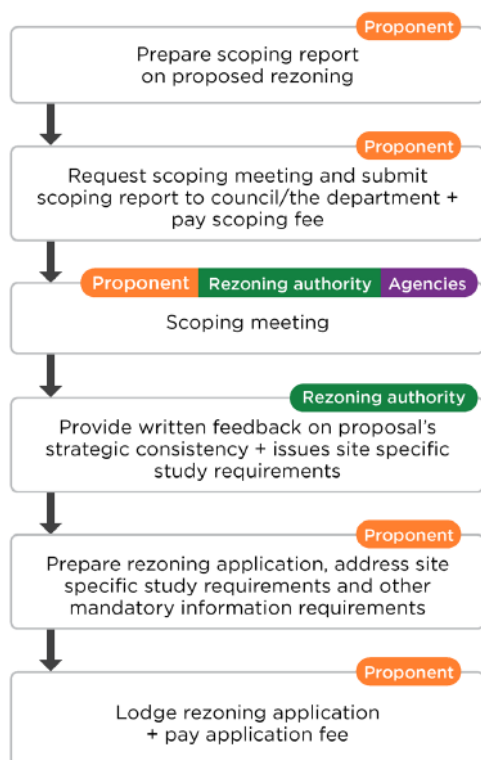 Proponent
Prepare scoping report
on proposed rezoning
Proponent
Request scoping meeting and submit
scoping report to council/the department +
pay scoping fee
Proponent Rezoning authority Agencies
Scoping meeting
Rezoning authority
Provide written feedback on proposal's
strategic consistency + issues site specific
study requirements
Proponent
Prepare rezoning application, address site
specific study requirements and other
mandatory information requirements
Proponent
Lodge rezoning application
+ pay application fee